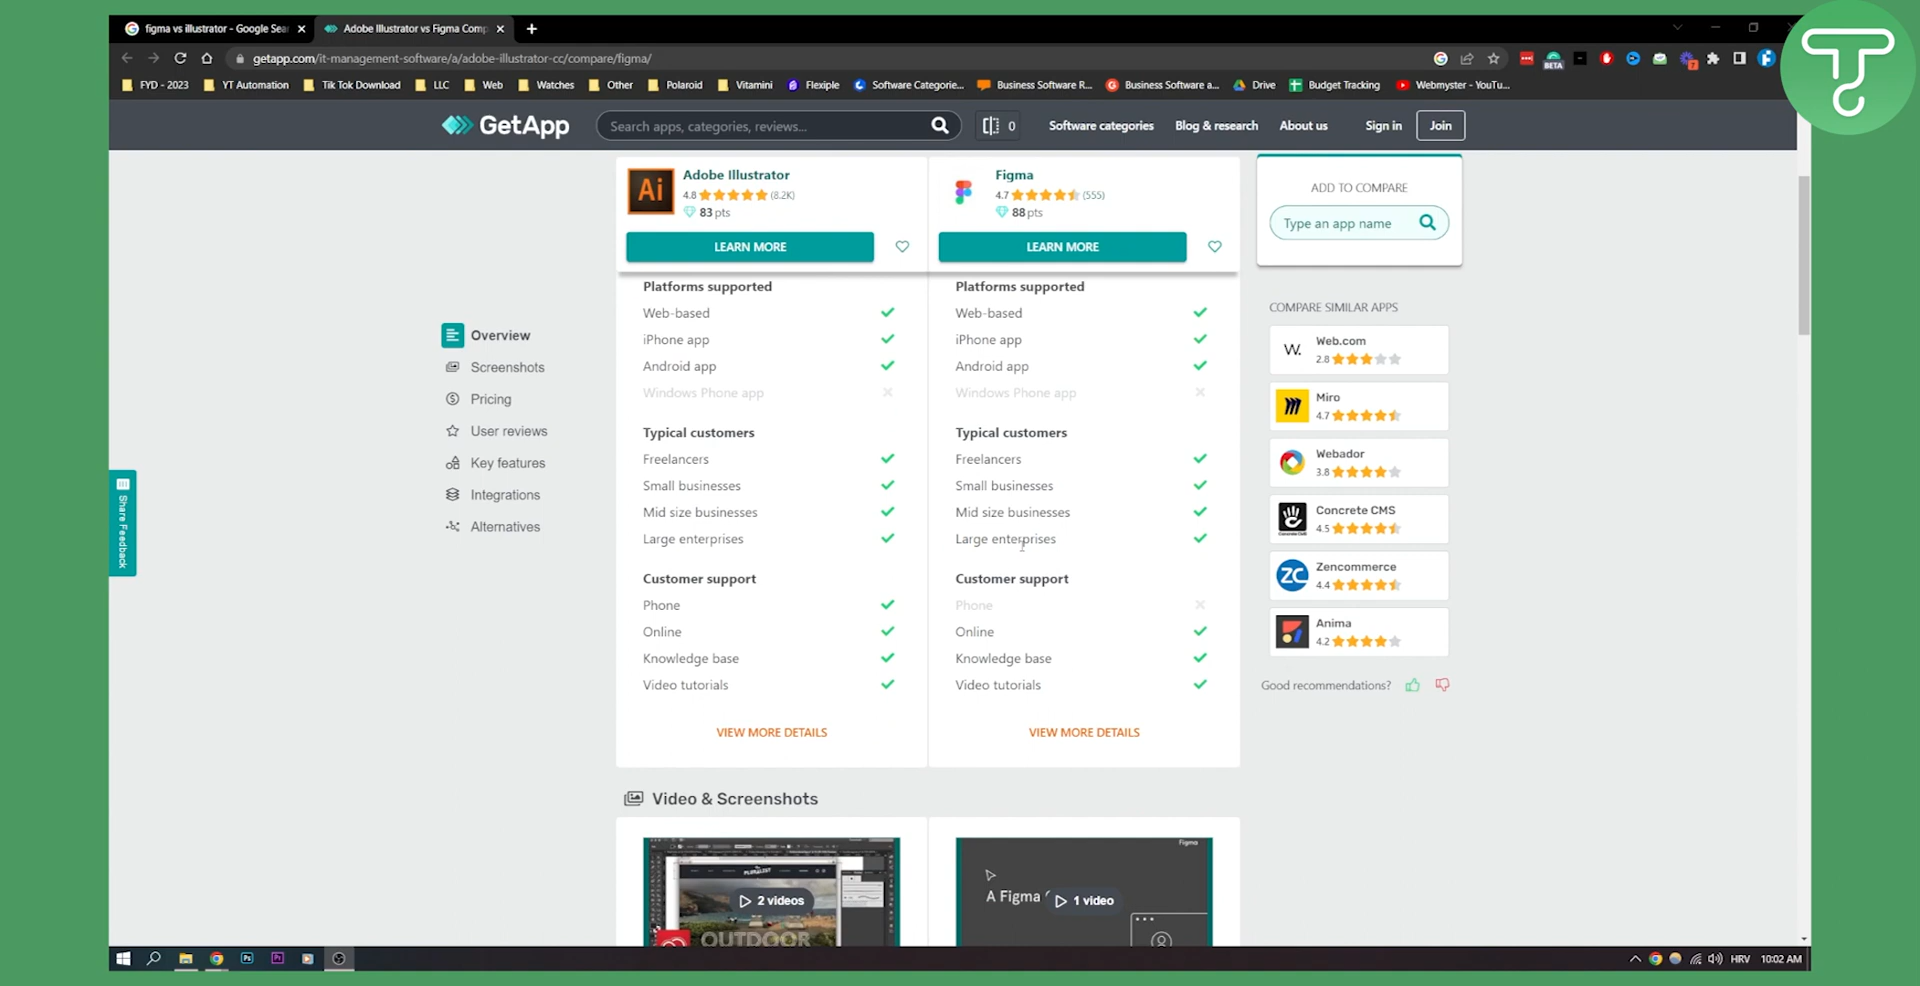 figma vs illustrator - Google Sea
Adobe Illustrator vs Figma Comp
getapp.com/it-management-software/a/adobe-illustrator-cc/compare/figma/
BETA
FYD - 2023
YT Automation
Tik Tok Download
LLC
Web
Watches
Other
Polaroid
Vitamini
Flexiple
Software Categorie...
Business Software R...
Business Software a...
Drive
Budget Tracking
Webmyster - YouTu...
GetApp
Search apps, categories, reviews...
0
Software categories
Blog & research
About us
Sign in
Join
Ai
Adobe Illustrator
4.8 (8.2K)
83 pts
LEARN MORE
Figma
4.7 (555)
88 pts
LEARN MORE
ADD TO COMPARE
Type an app name
Overview
Screenshots
Pricing
User reviews
Key features
Integrations
Alternatives
Share Feedback
Platforms supported
Web-based
iPhone app
Android app
Windows Phone app
Typical customers
Freelancers
Small businesses
Mid size businesses
Large enterprises
Customer support
Phone
Online
Knowledge base
Video tutorials
VIEW MORE DETAILS
Platforms supported
Web-based
iPhone app
Android app
Windows Phone app
Typical customers
Freelancers
Small businesses
Mid size businesses
Large enterprises
Customer support
Phone
Online
Knowledge base
Video tutorials
VIEW MORE DETAILS
COMPARE SIMILAR APPS
W.
Web.com
2.8
Miro
4.7
Webador
3.8
Concrete CMS
4.5
ZC
Zencommerce
4.4
Anima
4.2
Good recommendations?
Video & Screenshots
2 videos
OUTDOOR
Figma
A Figma
1 video
Ps
Pr
HRV
10:02 AM